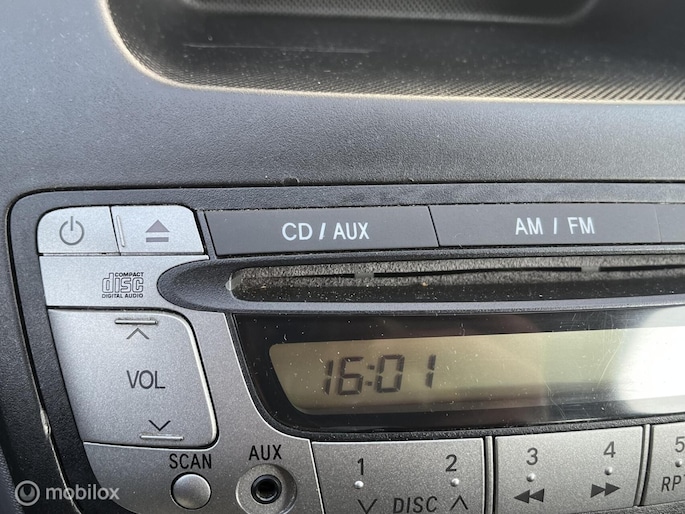 CD / AUX
AM / FM
COMPACT
disc
DIGITAL AUDIO
VOL
16:01
SCAN
AUX
1
2
3
4
5
DISC
RPT
mobilox